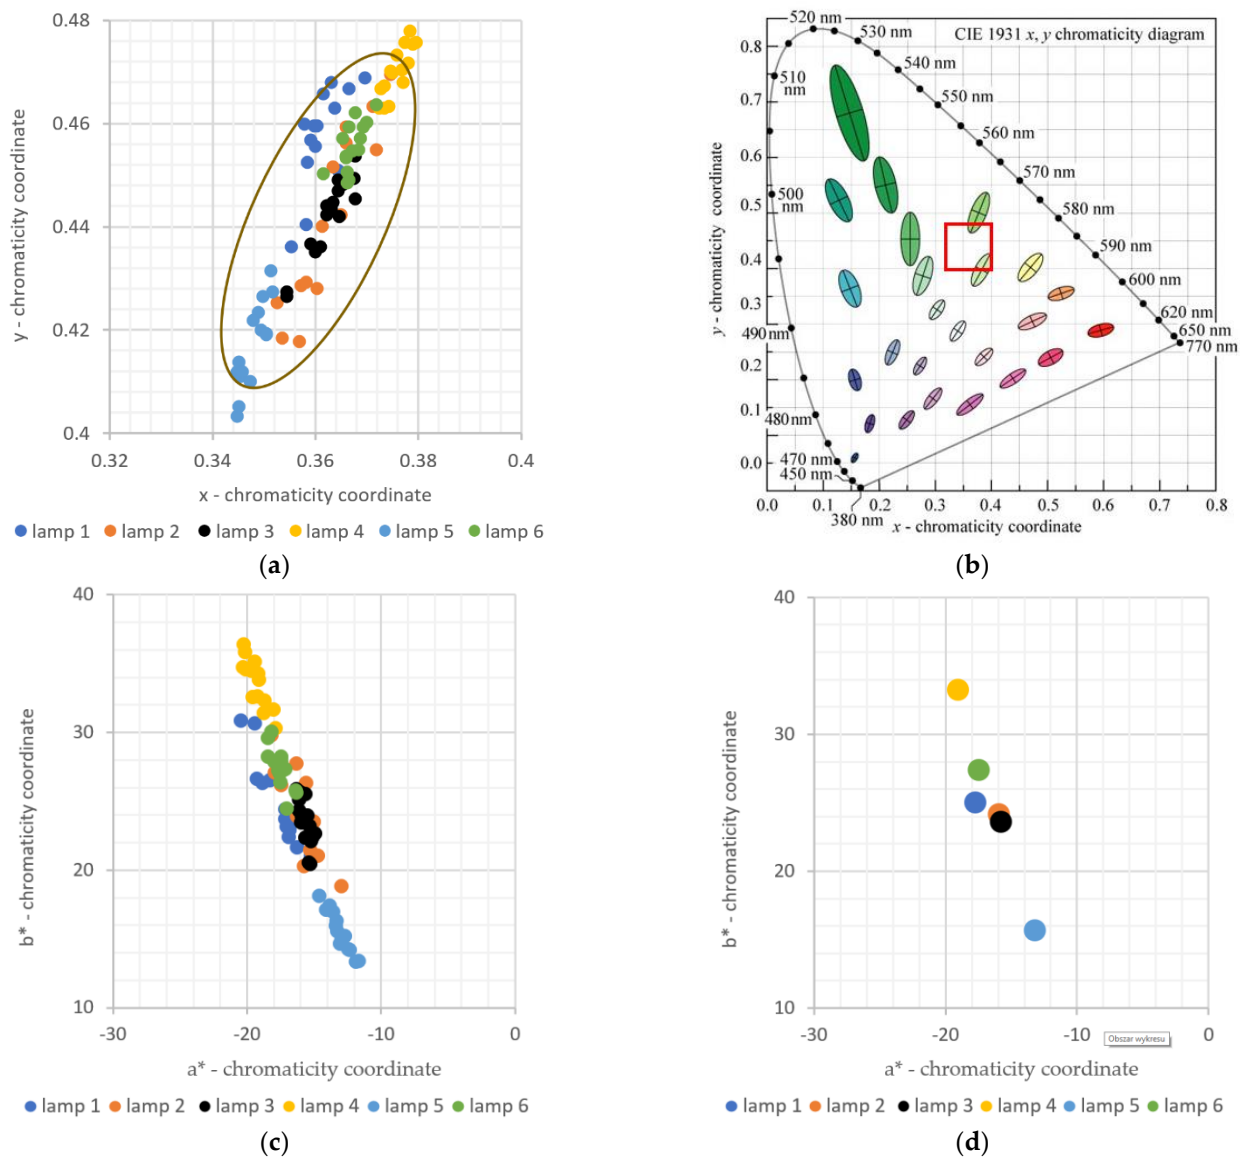 0.48
0.46
0.44
0.42
0.4
0.32
0.34
0.36
0.38
0.4
y - chromaticity coordinate
x - chromaticity coordinate
lamp 1 lamp 2 lamp 3 lamp 4 lamp 5 lamp 6
(a)
CIE 1931 x, y chromaticity diagram
520 nm
530 nm
540 nm
550 nm
560 nm
570 nm
580 nm
590 nm
600 nm
620 nm
650 nm
770 nm
510
nm
500
nm
490nm
480nm
470 nm
450nm
380 nm
0.8
0.7
0.6
0.5
0.4
0.3
0.2
0.1
0.0
0.0 0.1 0.2 0.3 0.4 0.5 0.6 0.7 0.8
y - chromaticity coordinate
x - chromaticity coordinate
(b)
40
30
20
10
-30 -20 -10 0
b* - chromaticity coordinate
a* - chromaticity coordinate
lamp 1 lamp 2 lamp 3 lamp 4 lamp 5 lamp 6
(c)
40
30
20
10
-30 -20 -10 0
b* - chromaticity coordinate
Obszar wykresu
a* - chromaticity coordinate
lamp 1 lamp 2 lamp 3 lamp 4 lamp 5 lamp 6
(d)